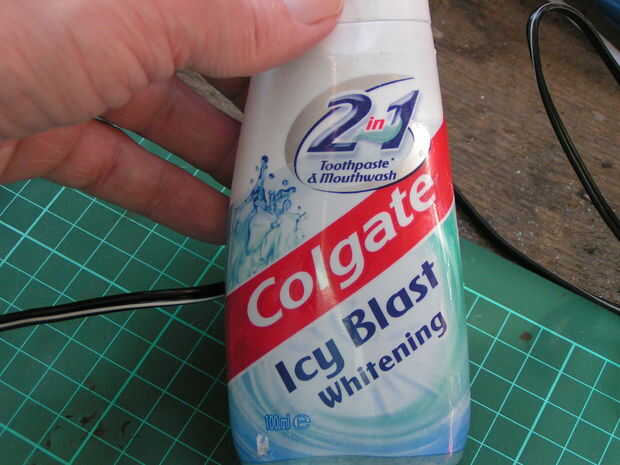 2in1
Toothpaste*
& Mouthwash
Colgate
Icy Blast
Whitening
100ml ℮